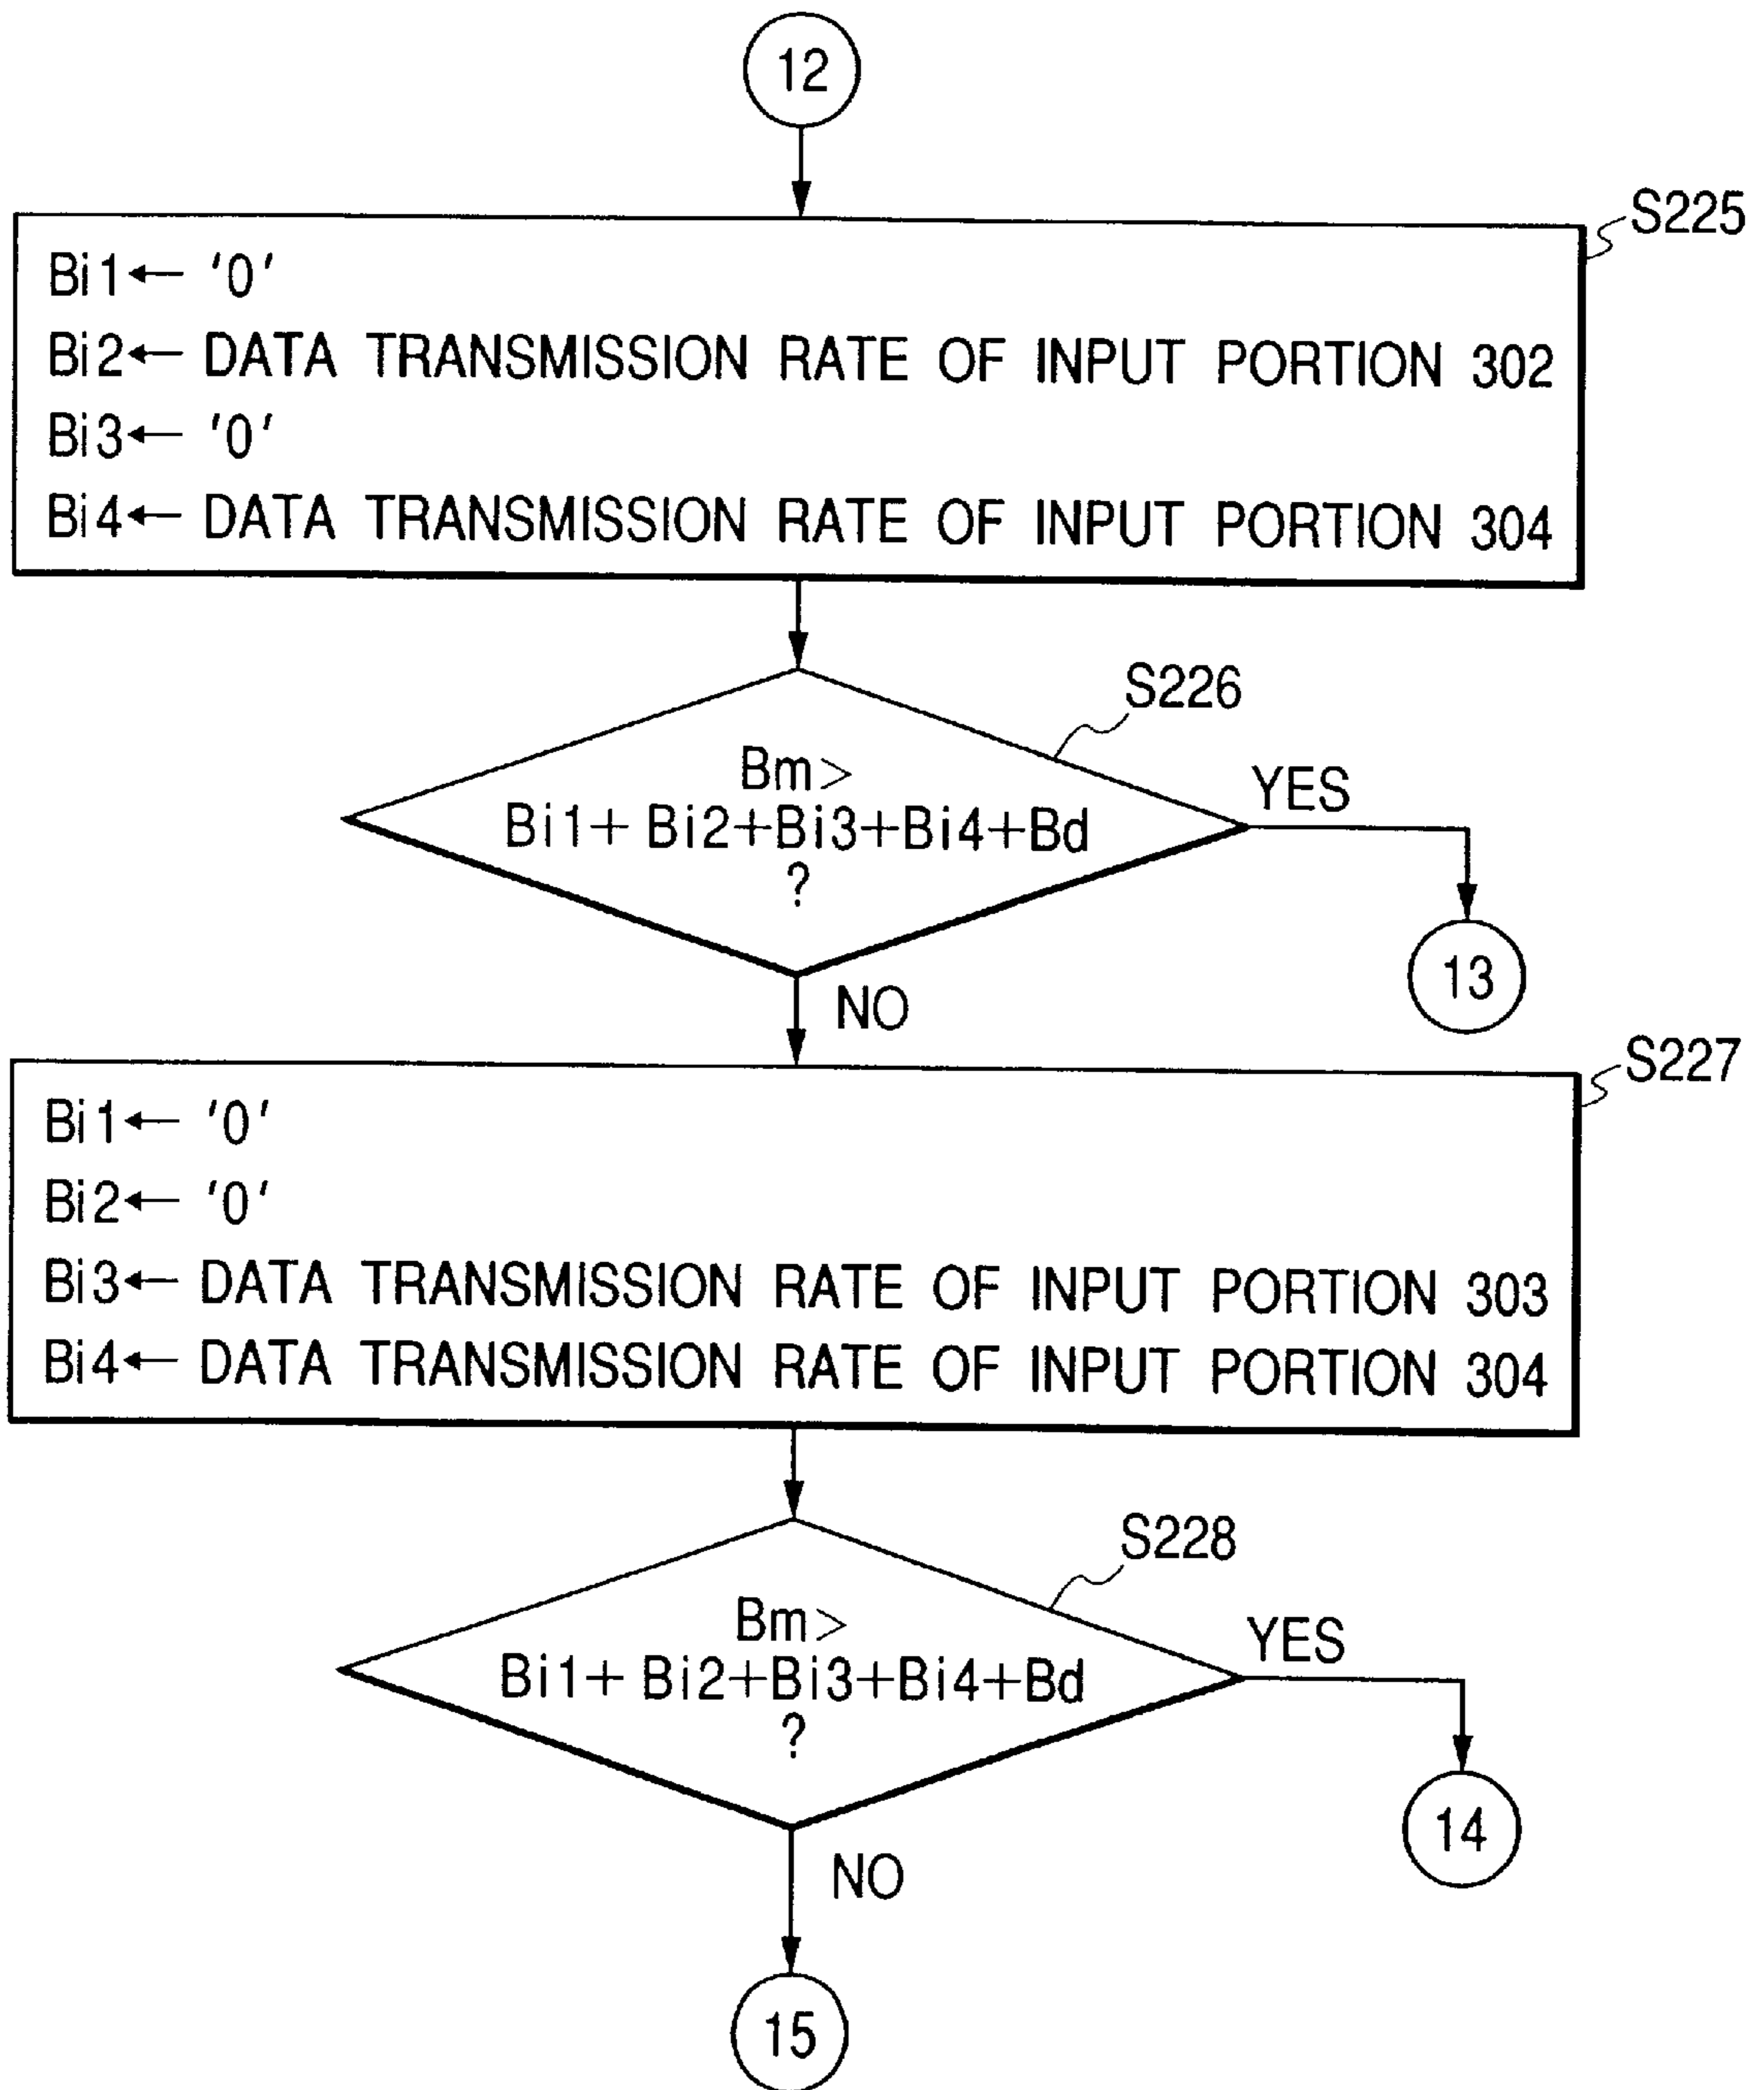 12
S225
Bi1← '0'
Bi2← DATA TRANSMISSION RATE OF INPUT PORTION 302
Bi3← '0'
Bi4← DATA TRANSMISSION RATE OF INPUT PORTION 304
S226
Bm>
Bi1+ Bi2+Bi3+Bi4+Bd
?
YES
13
NO
S227
Bi1← '0'
Bi2← '0'
Bi3← DATA TRANSMISSION RATE OF INPUT PORTION 303
Bi4← DATA TRANSMISSION RATE OF INPUT PORTION 304
S228
Bm>
Bi1+ Bi2+Bi3+Bi4+Bd
?
YES
14
NO
15